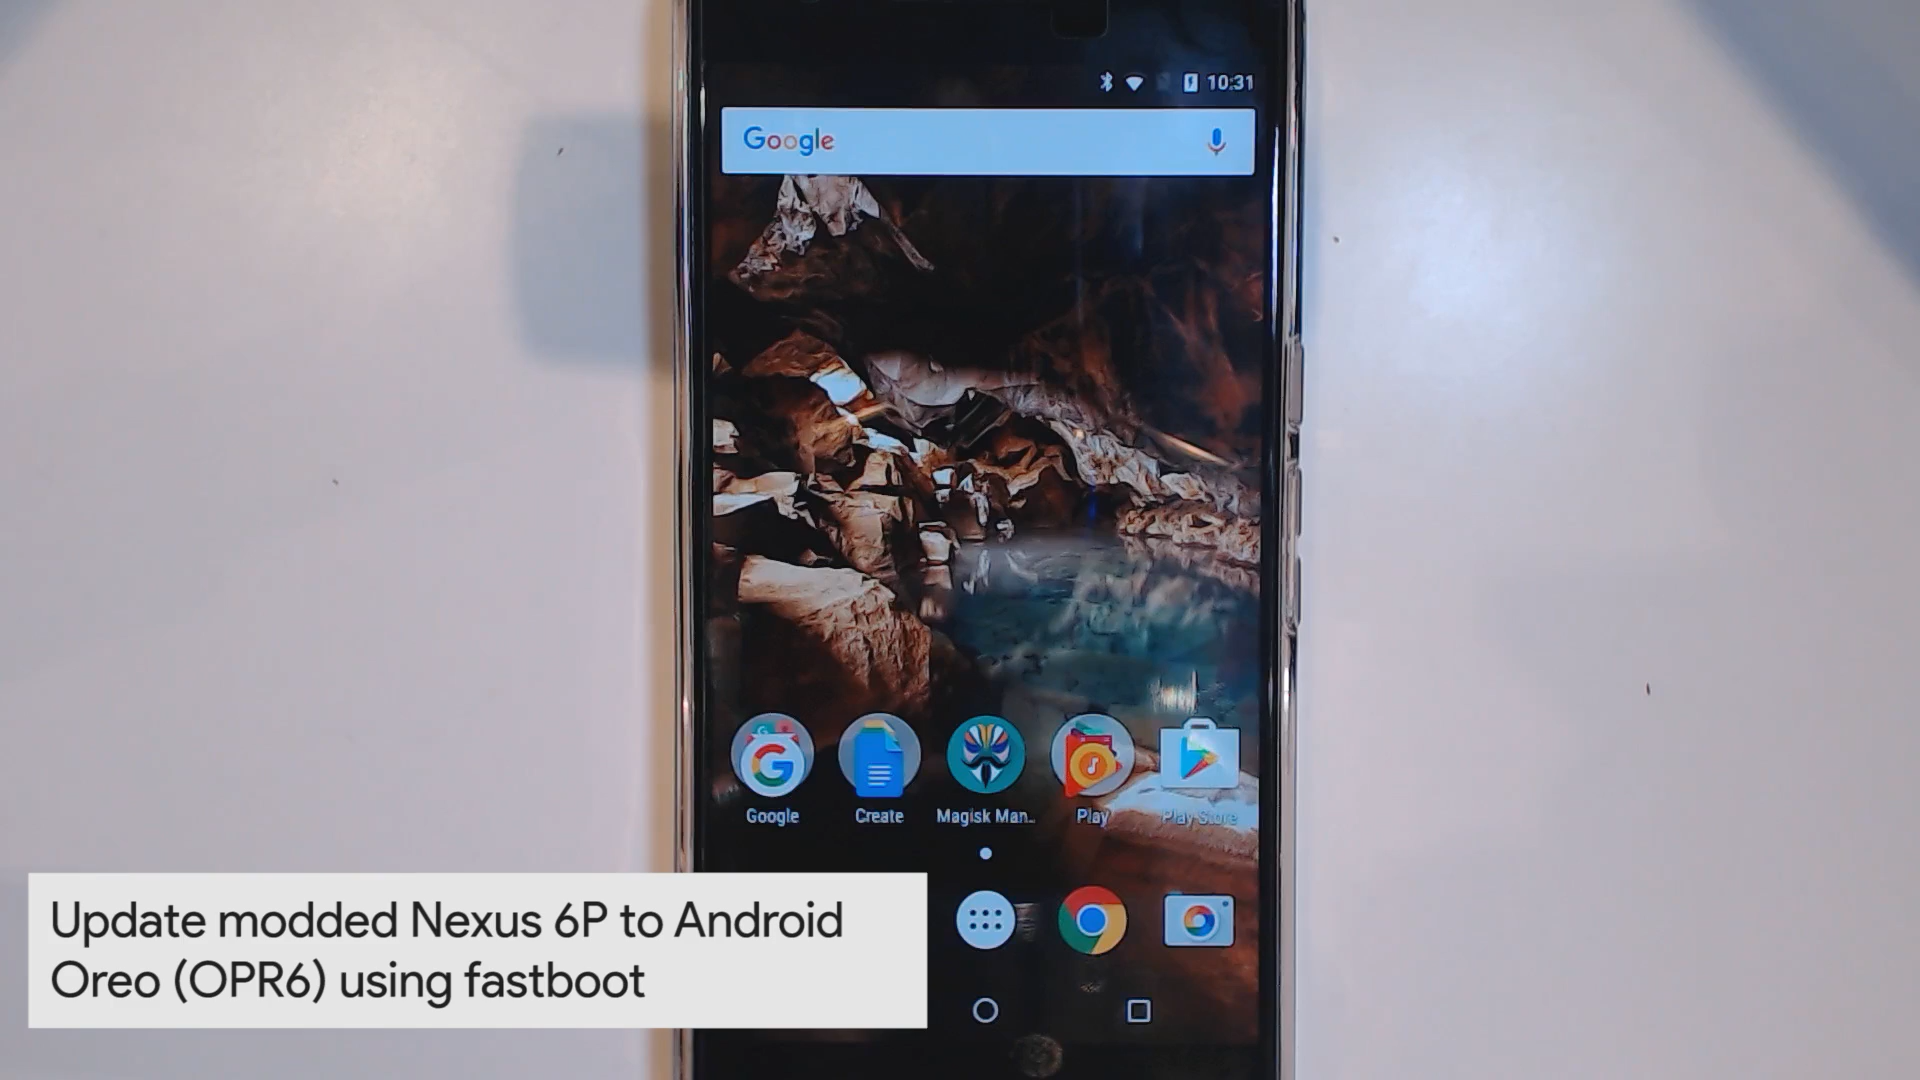 10:31
Google
Google
Create
Magisk Man..
Play
Play Store
Update modded Nexus 6P to Android
Oreo (OPR6) using fastboot